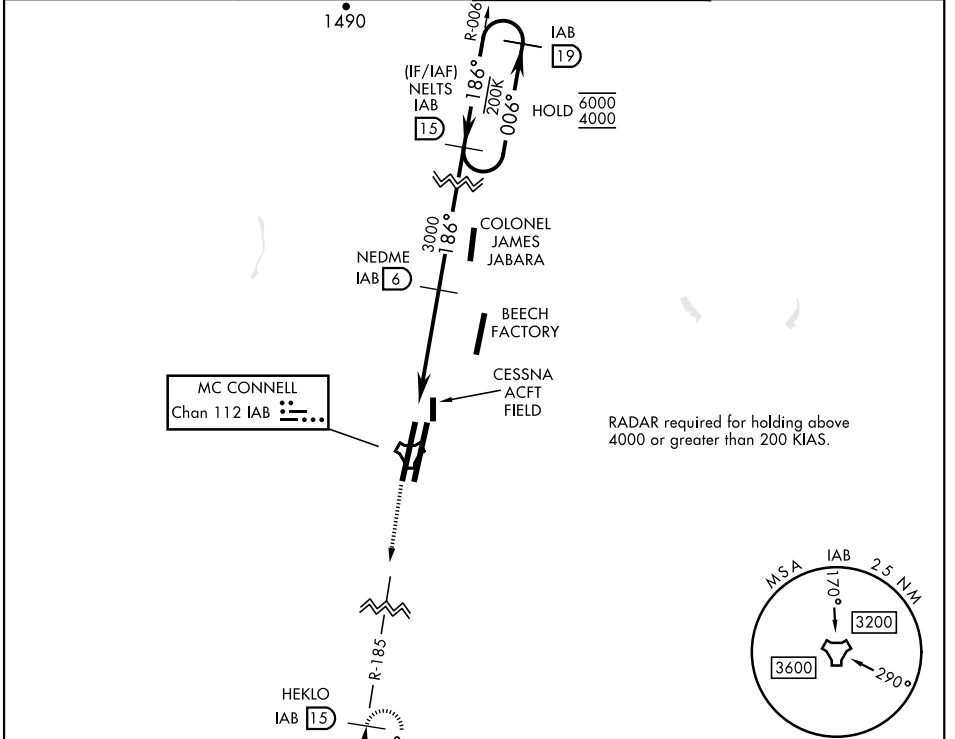 1490
R-006°
IAB
19
(IF/IAF)
NELTS
IAB
15
186°
200K
006°
HOLD 6000
4000
3000
186°
COLONEL
JAMES
JABARA
NEDME
IAB 6
BEECH
FACTORY
CESSNA
ACFT
FIELD
MC CONNELL
Chan 112 IAB
RADAR required for holding above
4000 or greater than 200 KIAS.
R-185
HEKLO
IAB 15
MSA IAB 25 NM
170°
3200
3600
290°